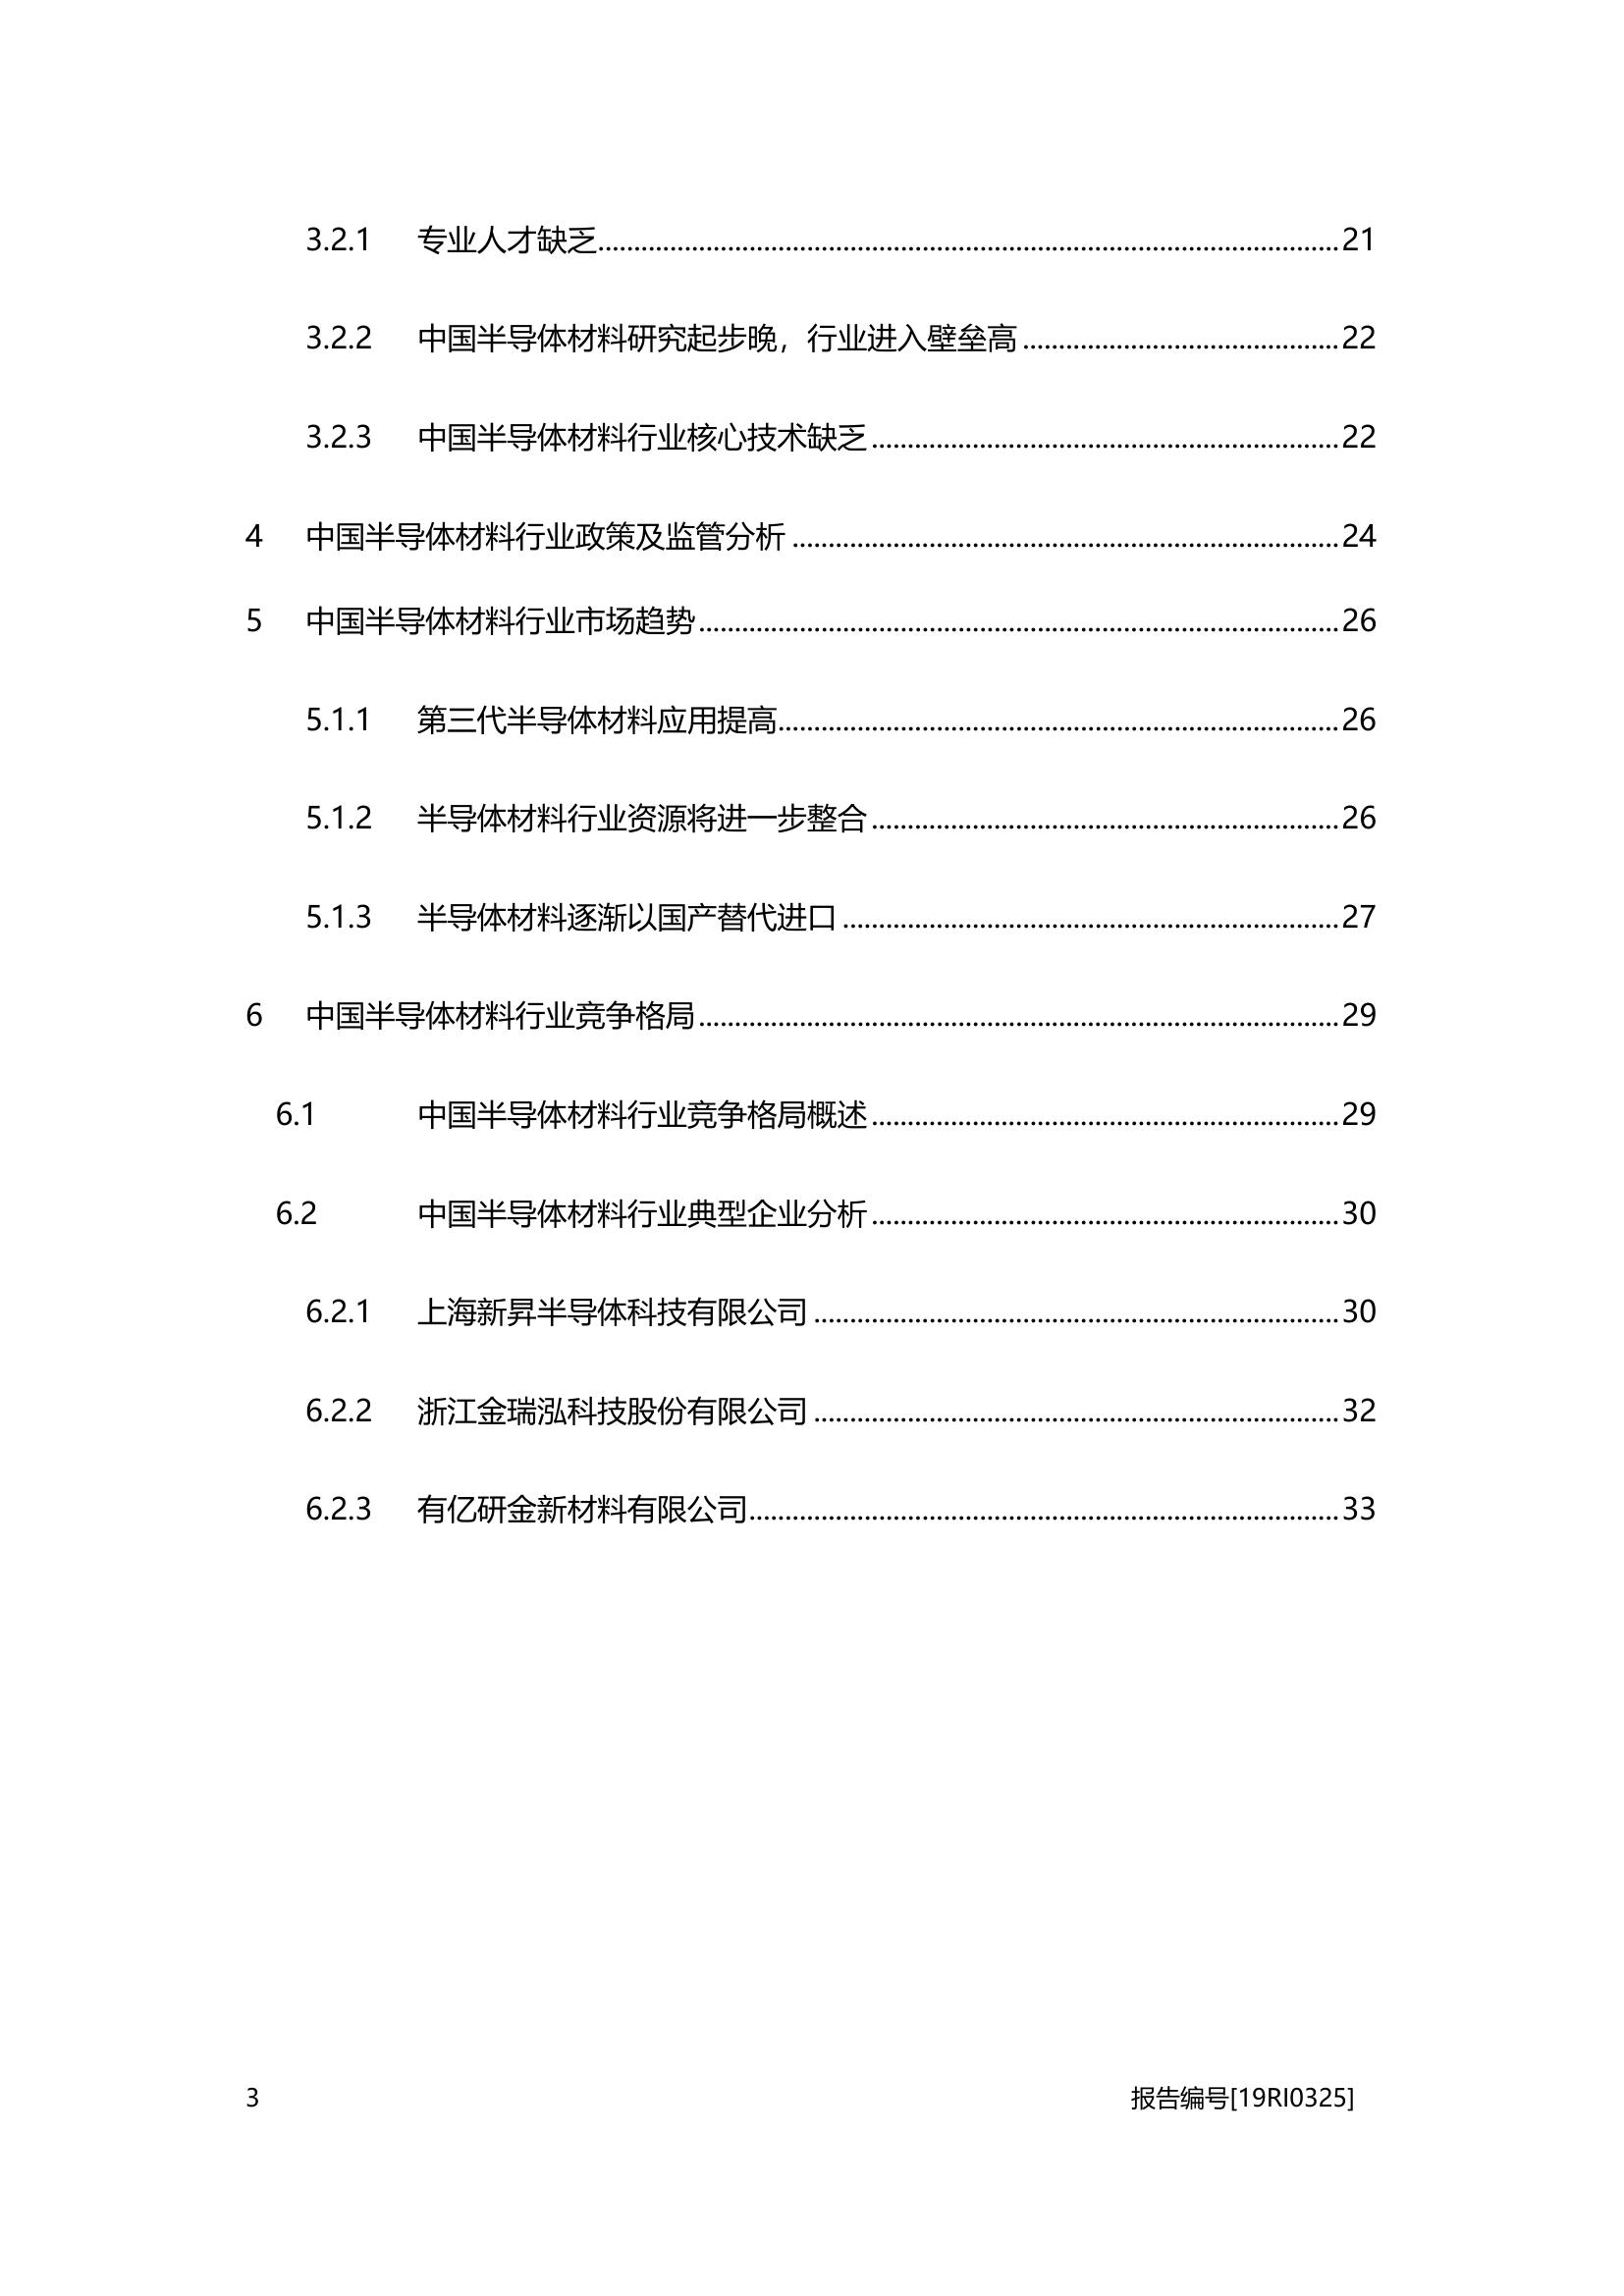 3.2.1 专业人才缺乏 21
3.2.2 中国半导体材料研究起步晚，行业进入壁垒高 22
3.2.3 中国半导体材料行业核心技术缺乏 22
4 中国半导体材料行业政策及监管分析 24
5 中国半导体材料行业市场趋势 26
5.1.1 第三代半导体材料应用提高 26
5.1.2 半导体材料行业资源将进一步整合 26
5.1.3 半导体材料逐渐以国产替代进口 27
6 中国半导体材料行业竞争格局 29
6.1 中国半导体材料行业竞争格局概述 29
6.2 中国半导体材料行业典型企业分析 30
6.2.1 上海新昇半导体科技有限公司 30
6.2.2 浙江金瑞泓科技股份有限公司 32
6.2.3 有亿研金新材料有限公司 33
3 报告编号[19RI0325]